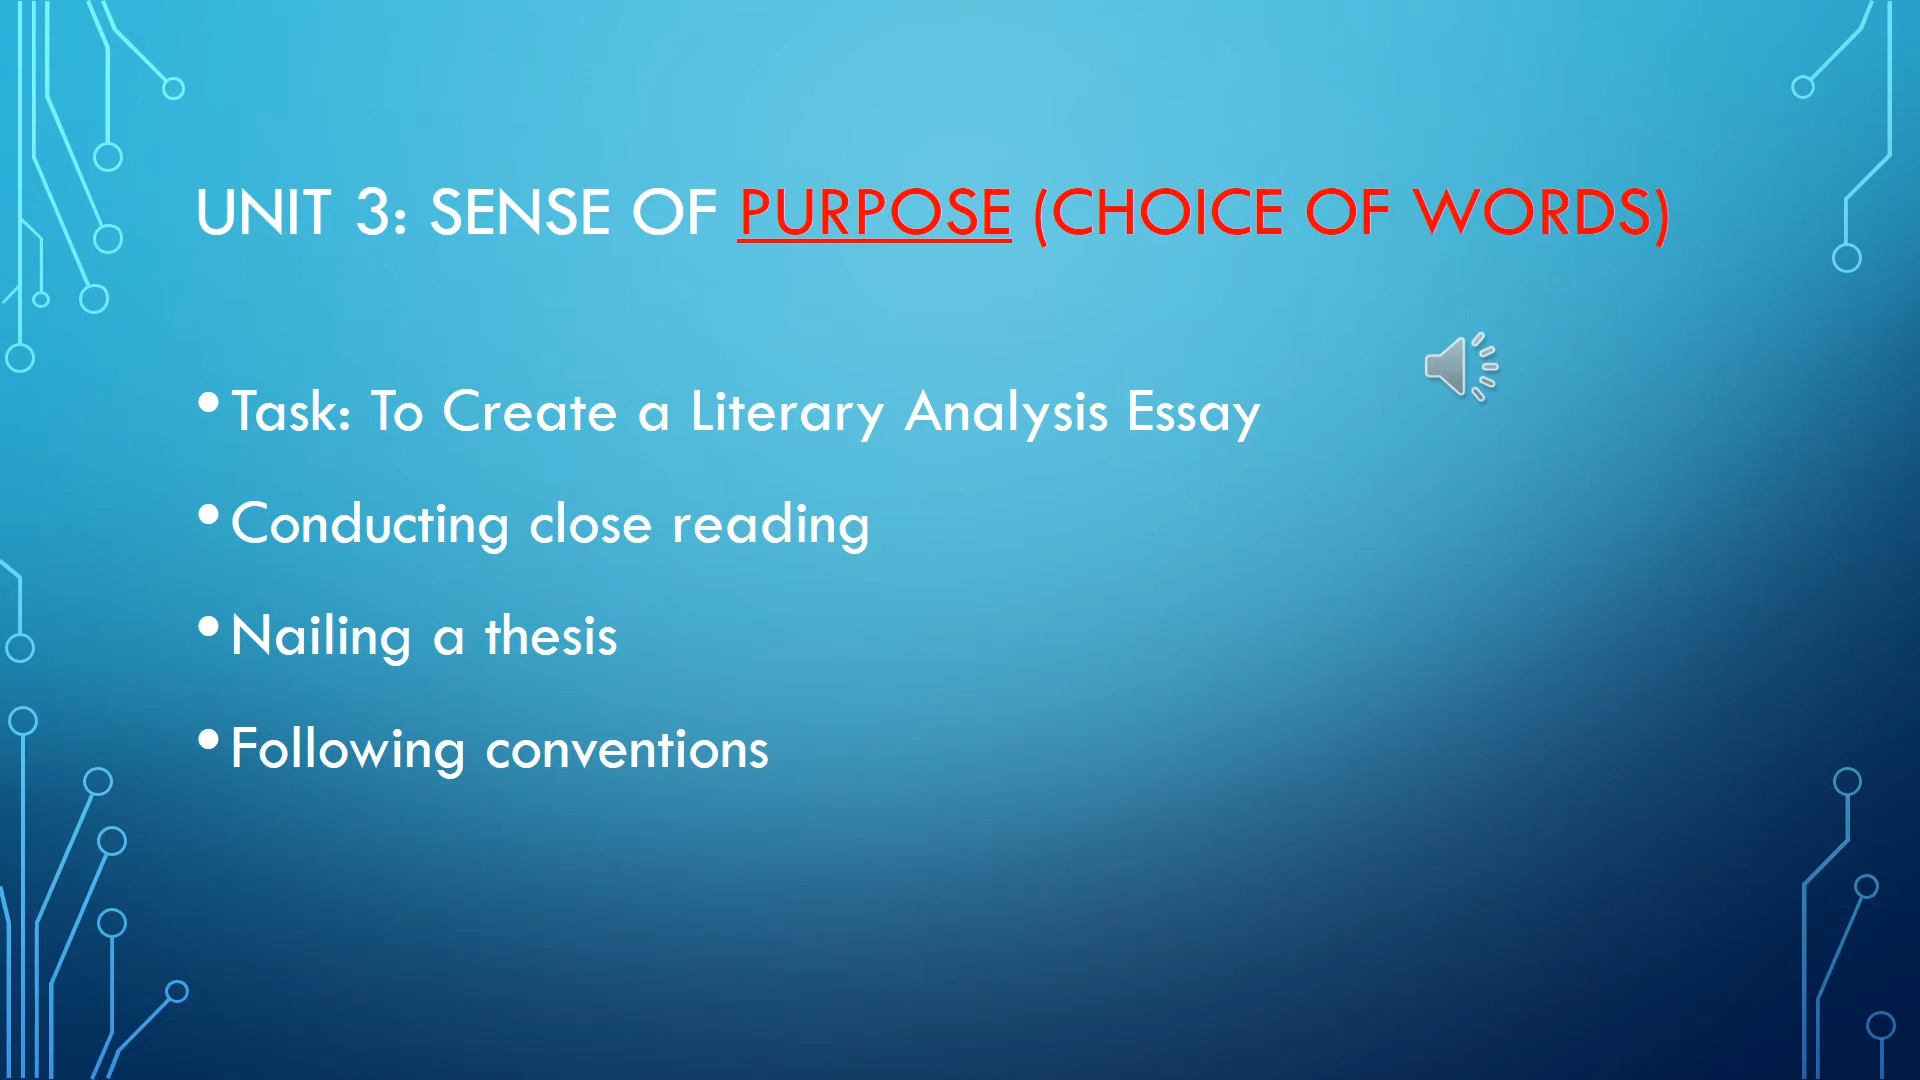 UNIT 3: SENSE OF PURPOSE (CHOICE OF WORDS)
• Task: To Create a Literary Analysis Essay
• Conducting close reading
• Nailing a thesis
• Following conventions